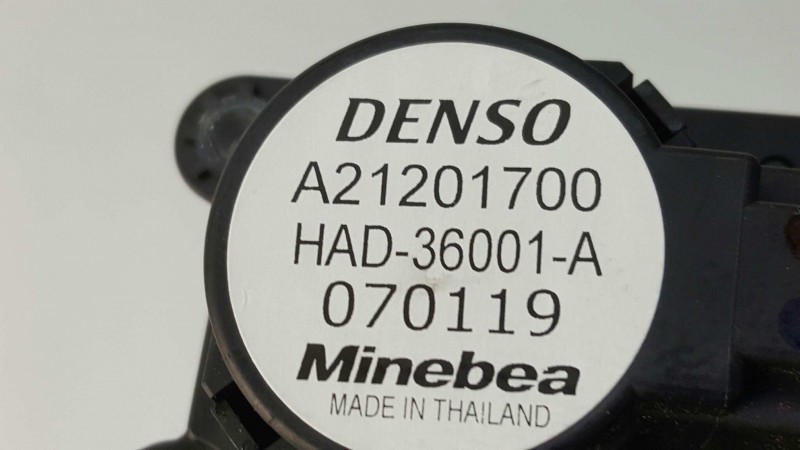 DENSO
A21201700
HAD-36001-A
070119
Minebea
MADE IN THAILAND